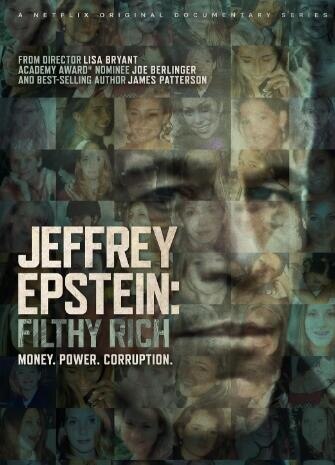 A NETFLIX ORIGINAL DOCUMENTARY SERIES
FROM DIRECTOR LISA BRYANT
ACADEMY AWARD® NOMINEE JOE BERLINGER
AND BEST-SELLING AUTHOR JAMES PATTERSON
JEFFREY
EPSTEIN:
FILTHY RICH
MONEY. POWER. CORRUPTION.